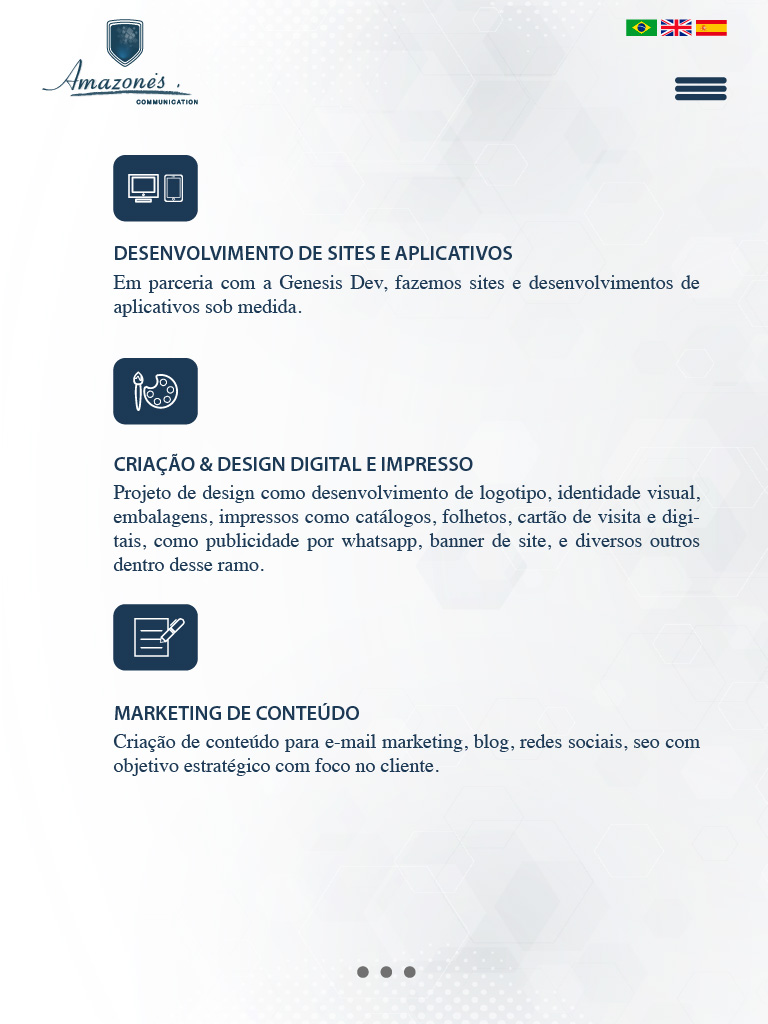 Amazone's
COMMUNICATION
DESENVOLVIMENTO DE SITES E APLICATIVOS
Em parceria com a Genesis Dev, fazemos sites e desenvolvimentos de
aplicativos sob medida.
CRIAÇÃO & DESIGN DIGITAL E IMPRESSO
Projeto de design como desenvolvimento de logotipo, identidade visual,
embalagens, impressos como catálogos, folhetos, cartão de visita e digi-
tais, como publicidade por whatsapp, banner de site, e diversos outros
dentro desse ramo.
MARKETING DE CONTEÚDO
Criação de conteúdo para e-mail marketing, blog, redes sociais, seo com
objetivo estratégico com foco no cliente.